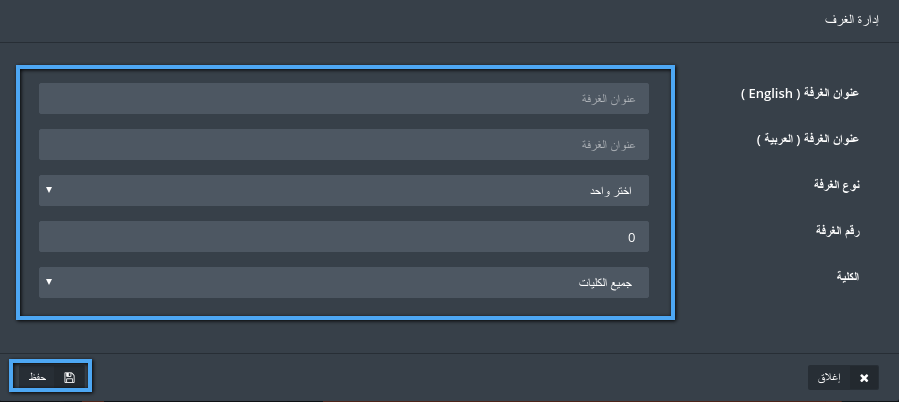 إدارة الغرف
عنوان الغرفة ( English )
عنوان الغرفة
عنوان الغرفة ( العربية )
عنوان الغرفة
نوع الغرفة
اختر واحد
رقم الغرفة
0
الكلية
جميع الكليات
إغلاق
حفظ